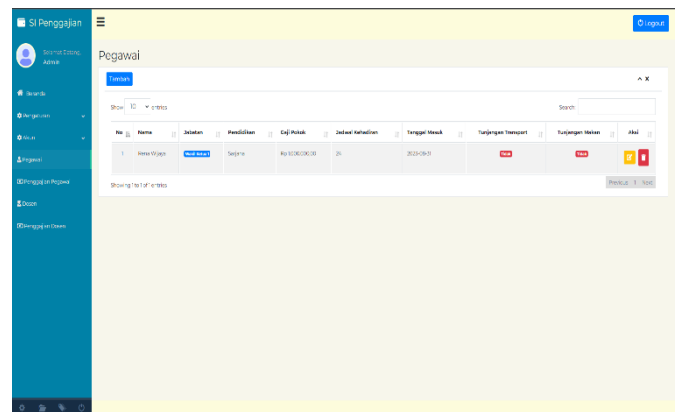 SI Penggajian
Logout
Selamat Datang,
Admin
Pegawai
Tambah
Beranda
Show 10 entries
Search:
Pengaturan
No Nama Jabatan Pendidikan Gaji Pokok Jadwal Kehadiran Tanggal Masuk Tunjangan Transport Tunjangan Makan Aksi
Akun
1 Rena Wijaya Sarjana 24 Tidak Tidak
Pegawai
Penggajian Pegawai
Showing 1 to 1 of 1 entries
Previous 1 Next
Dosen
Penggajian Dosen